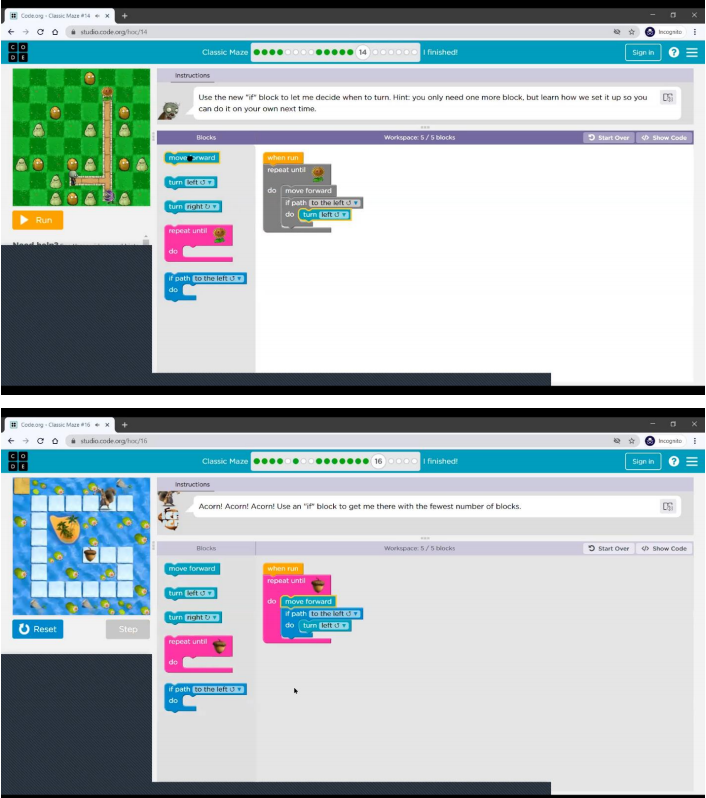 Code.org - Classic Maze #14
studio.code.org/hoc/14
Incognito
C O
D E
Classic Maze
14
I finished!
Sign in
?
Instructions
Use the new "if" block to let me decide when to turn. Hint: you only need one more block, but learn how we set it up so you
can do it on your own next time.
Blocks
Workspace: 5 / 5 blocks
Start Over
</> Show Code
move forward
turn left
turn right
repeat until
do
if path to the left
do
when run
repeat until
do move forward
if path to the left
do turn left
Run
Need help?
Code.org - Classic Maze #16
studio.code.org/hoc/16
Incognito
C O
D E
Classic Maze
16
I finished!
Sign in
?
Instructions
Acorn! Acorn! Acorn! Use an "if" block to get me there with the fewest number of blocks.
Blocks
Workspace: 5 / 5 blocks
Start Over
</> Show Code
move forward
turn left
turn right
repeat until
do
if path to the left
do
when run
repeat until
do move forward
if path to the left
do turn left
Reset
Step